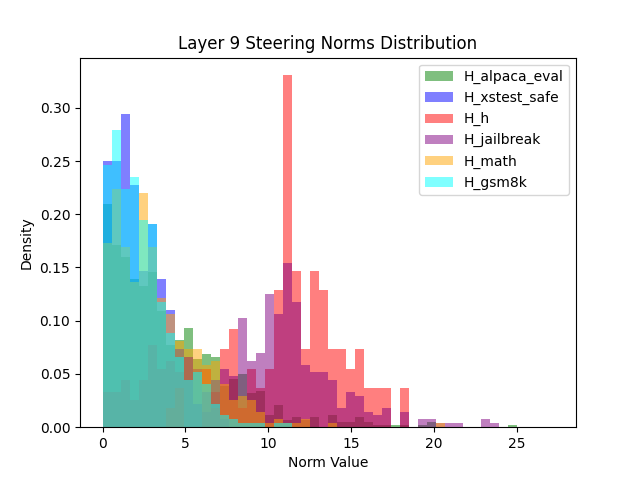 Layer 9 Steering Norms Distribution
H_alpaca_eval
H_xstest_safe
H_h
H_jailbreak
H_math
H_gsm8k
Density
0.30
0.25
0.20
0.15
0.10
0.05
0.00
0 5 10 15 20 25
Norm Value